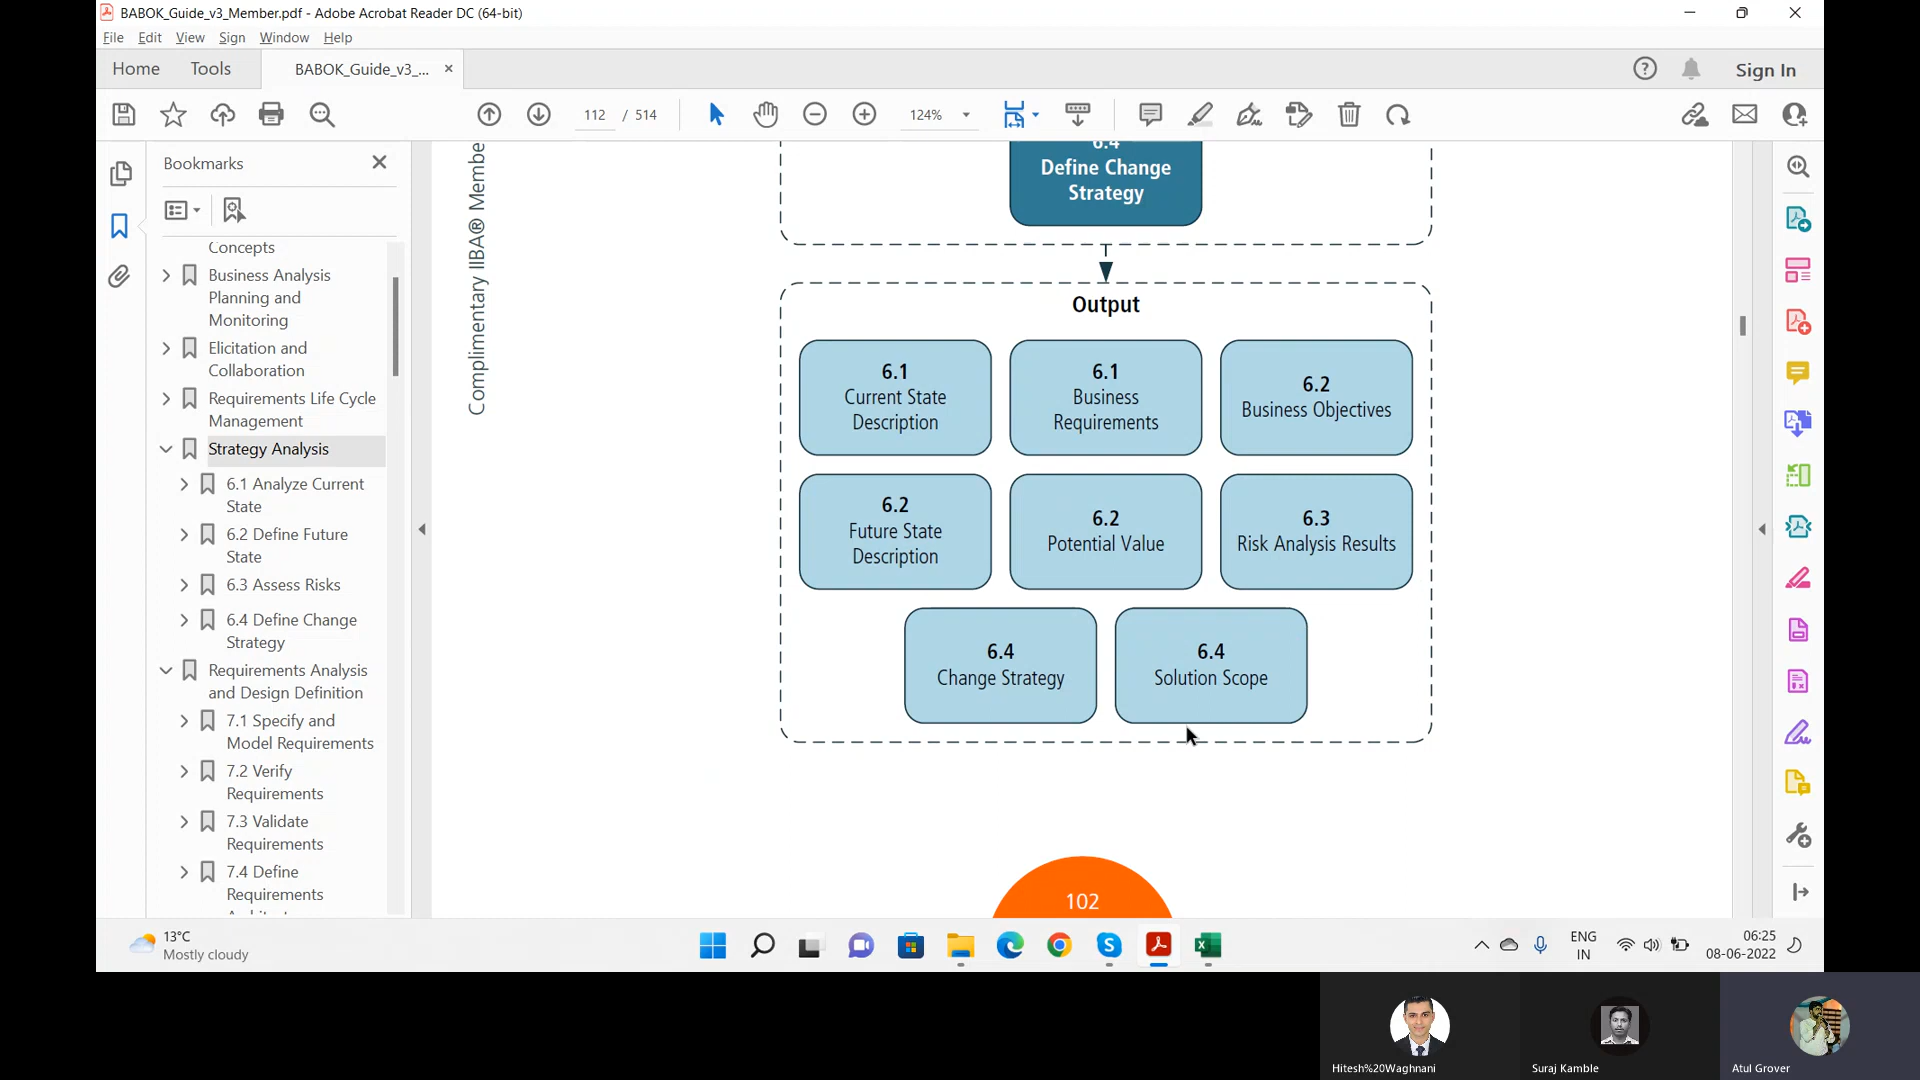 BABOK_Guide_v3_Member.pdf - Adobe Acrobat Reader DC (64-bit)
File Edit View Sign Window Help
Home Tools BABOK_Guide_v3_... × Sign In
112 / 514 124%
Bookmarks
Concepts
Business Analysis
Planning and
Monitoring
Elicitation and
Collaboration
Requirements Life Cycle
Management
Strategy Analysis
6.1 Analyze Current
State
6.2 Define Future
State
6.3 Assess Risks
6.4 Define Change
Strategy
Requirements Analysis
and Design Definition
7.1 Specify and
Model Requirements
7.2 Verify
Requirements
7.3 Validate
Requirements
7.4 Define
Requirements
Complimentary IIBA® Membe
6.4
Define Change
Strategy
Output
6.1
Current State
Description
6.1
Business
Requirements
6.2
Business Objectives
6.2
Future State
Description
6.2
Potential Value
6.3
Risk Analysis Results
6.4
Change Strategy
6.4
Solution Scope
102
13°C
Mostly cloudy
ENG
IN
06:25
08-06-2022
Hitesh%20Waghnani
Suraj Kamble
Atul Grover